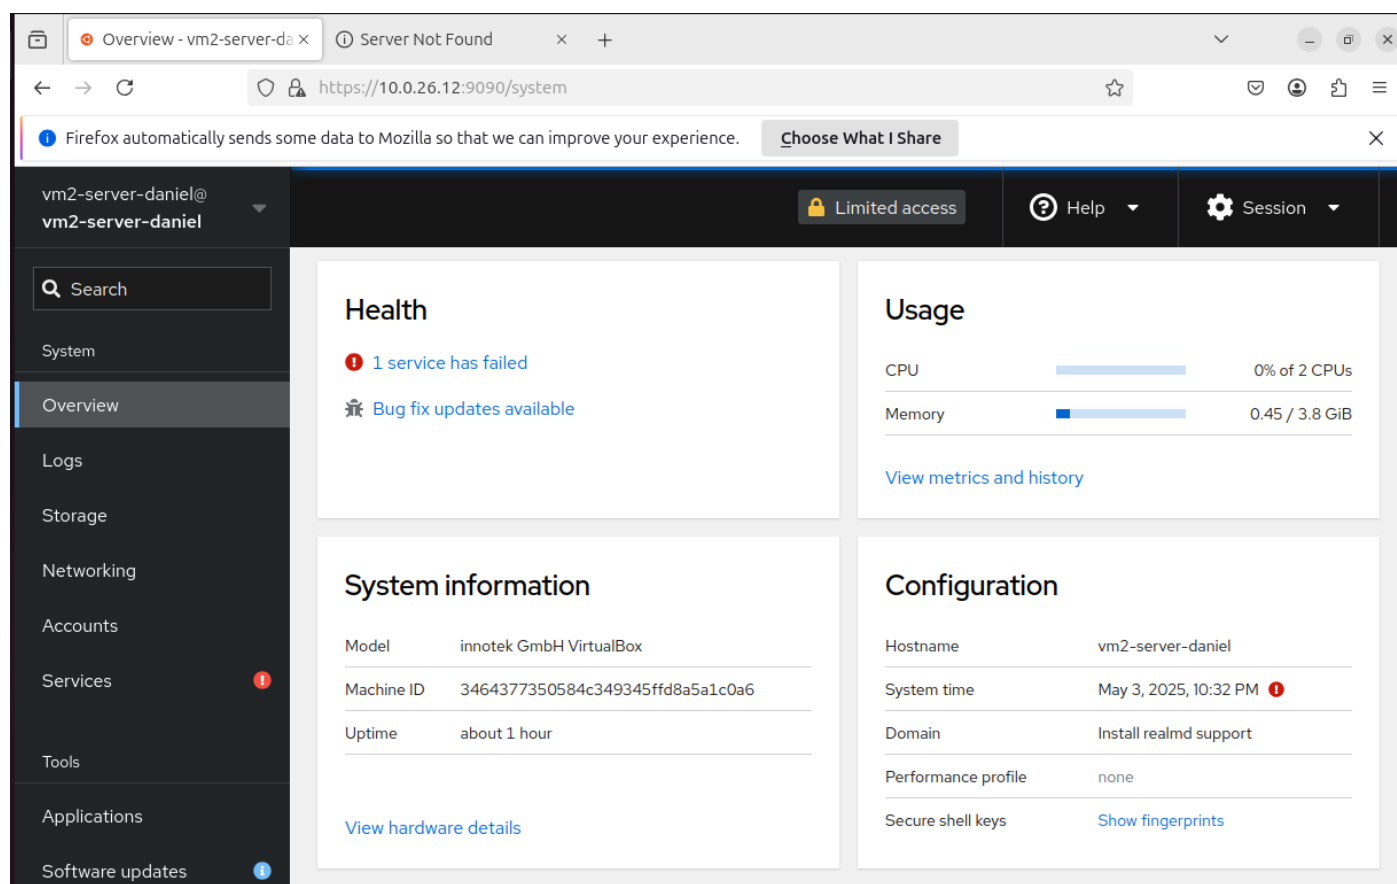 Overview - vm2-server-da
Server Not Found
https://10.0.26.12:9090/system
Firefox automatically sends some data to Mozilla so that we can improve your experience.
Choose What I Share
vm2-server-daniel@
vm2-server-daniel
Limited access
Help
Session
Search
System
Overview
Logs
Storage
Networking
Accounts
Services
Tools
Applications
Software updates
Health
1 service has failed
Bug fix updates available
Usage
CPU 0% of 2 CPUs
Memory 0.45 / 3.8 GiB
View metrics and history
System information
Model innotek GmbH VirtualBox
Machine ID 3464377350584c349345ffd8a5a1c0a6
Uptime about 1 hour
View hardware details
Configuration
Hostname vm2-server-daniel
System time May 3, 2025, 10:32 PM
Domain Install realmd support
Performance profile none
Secure shell keys Show fingerprints